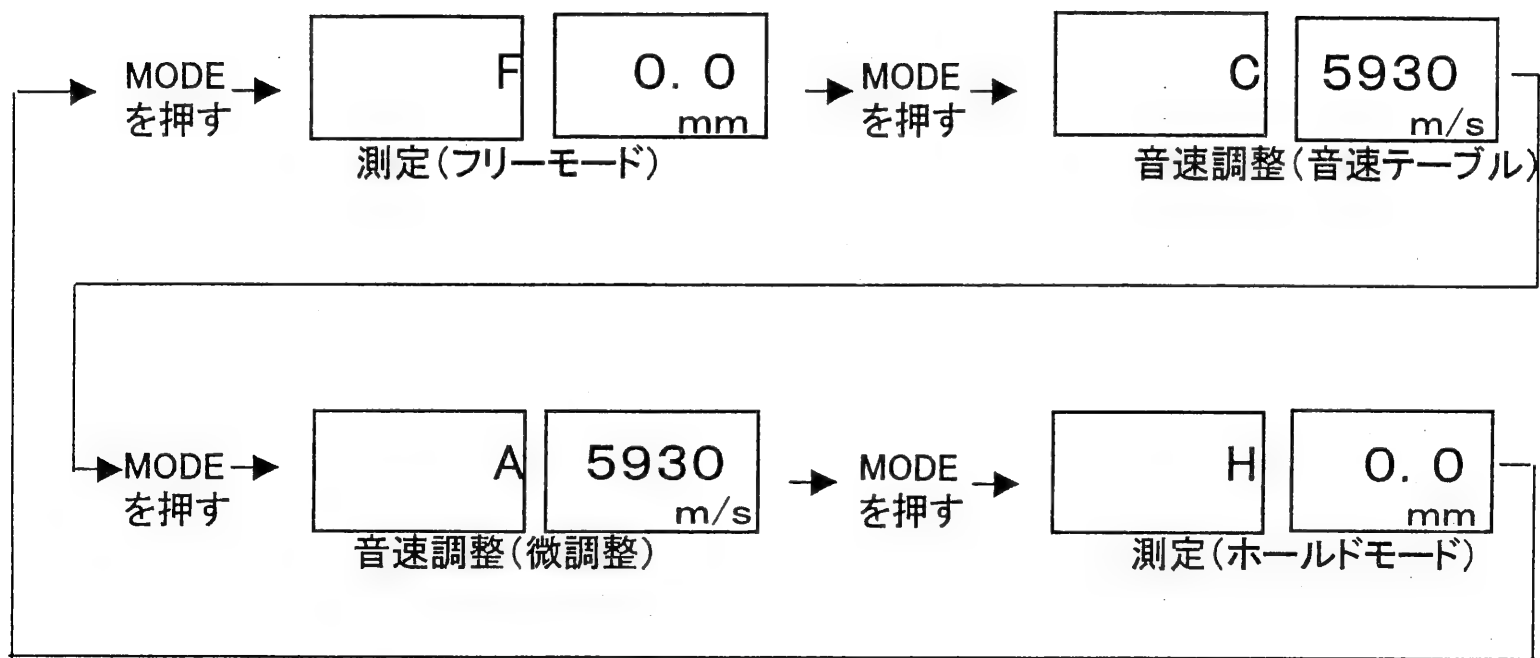 MODE
を押す
F
0. 0
mm
測定(フリーモード)
MODE
を押す
C
5930
m/s
音速調整(音速テーブル)
MODE
を押す
A
5930
m/s
音速調整(微調整)
MODE
を押す
H
0. 0
mm
測定(ホールドモード)